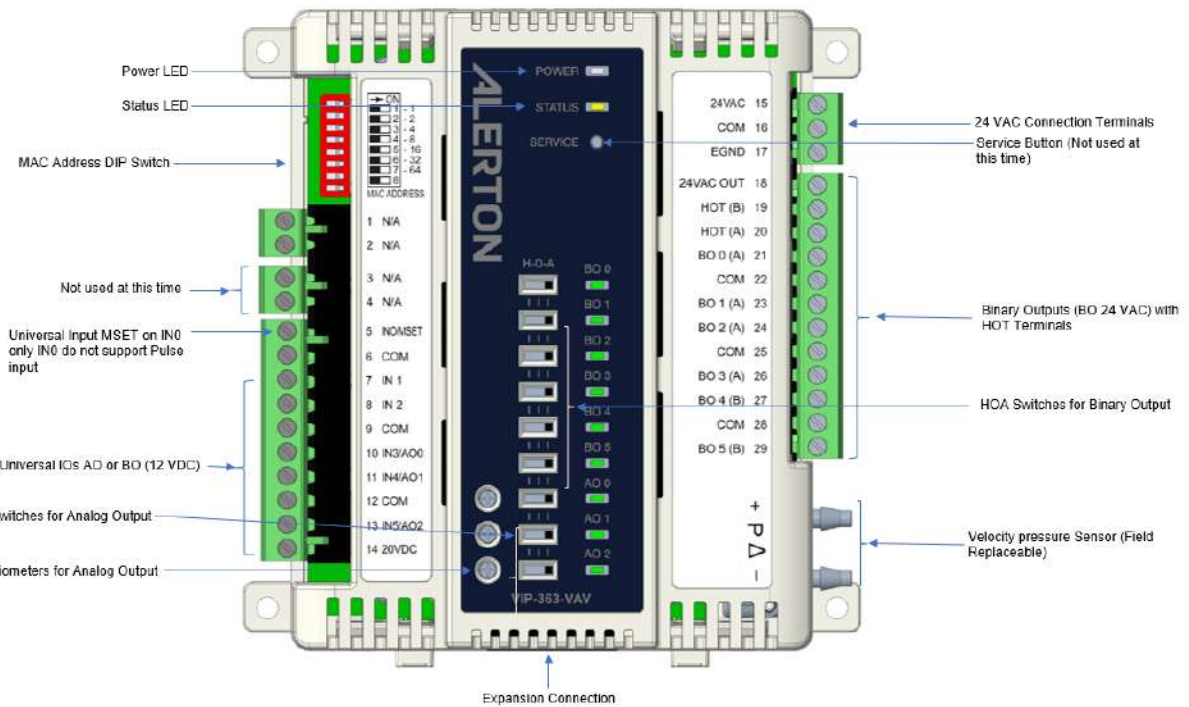 Power LED
Status LED
MAC Address DIP Switch
Not used at this time
Universal Input MSET on IN0
only IN0 do not support Pulse
input
Universal IOs AO or BO (12 VDC)
witches for Analog Output
iometers for Analog Output
ON
1 - 1
2 - 2
3 - 4
4 - 8
5 - 16
6 - 32
7 - 64
8
MAC ADDRESS
1 N/A
2 N/A
3 N/A
4 N/A
5 NOMSET
6 COM
7 IN 1
8 IN 2
9 COM
10 IN3/AO0
11 IN4/AO1
12 COM
13 IN5/AO2
14 20VDC
ALERTON
POWER
STATUS
SERVICE
H-O-A
BO 0
BO 1
BO 2
BO 3
BO 4
BO 5
AO 0
AO 1
AO 2
VIP-363-VAV
24VAC 15
COM 16
EGND 17
24VAC OUT 18
HOT (B) 19
HOT (A) 20
BO 0 (A) 21
COM 22
BO 1 (A) 23
BO 2 (A) 24
COM 25
BO 3 (A) 26
BO 4 (B) 27
COM 28
BO 5 (B) 29
+ P Δ -
24 VAC Connection Terminals
Service Button (Not used at
this time)
Binary Outputs (BO 24 VAC) with
HOT Terminals
HOA Switches for Binary Output
Velocity pressure Sensor (Field
Replaceable)
Expansion Connection